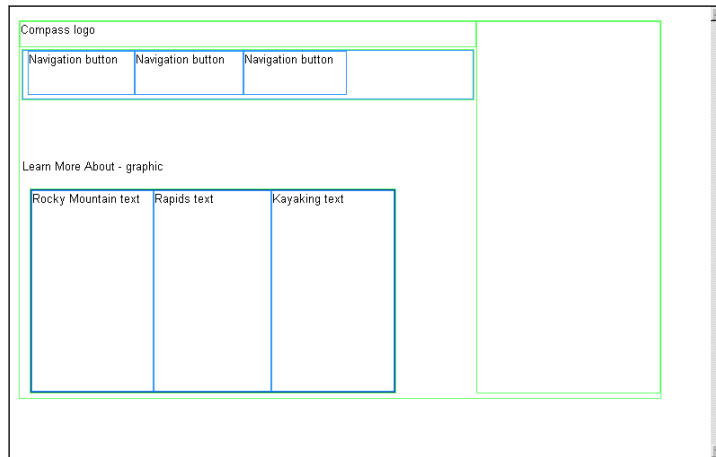 Compass logo
Navigation button Navigation button Navigation button
Learn More About - graphic
Rocky Mountain text Rapids text Kayaking text